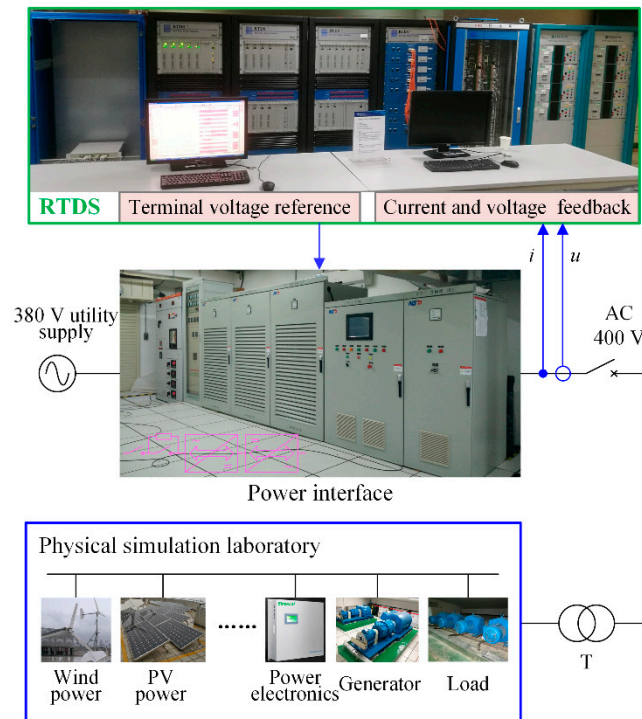 RTDS
RTDS
Terminal voltage reference
Current and voltage feedback
i
u
380 V utility
supply
AC
400 V
Power interface
Physical simulation laboratory
......
Wind
power
PV
power
Power
electronics
Generator
Load
T